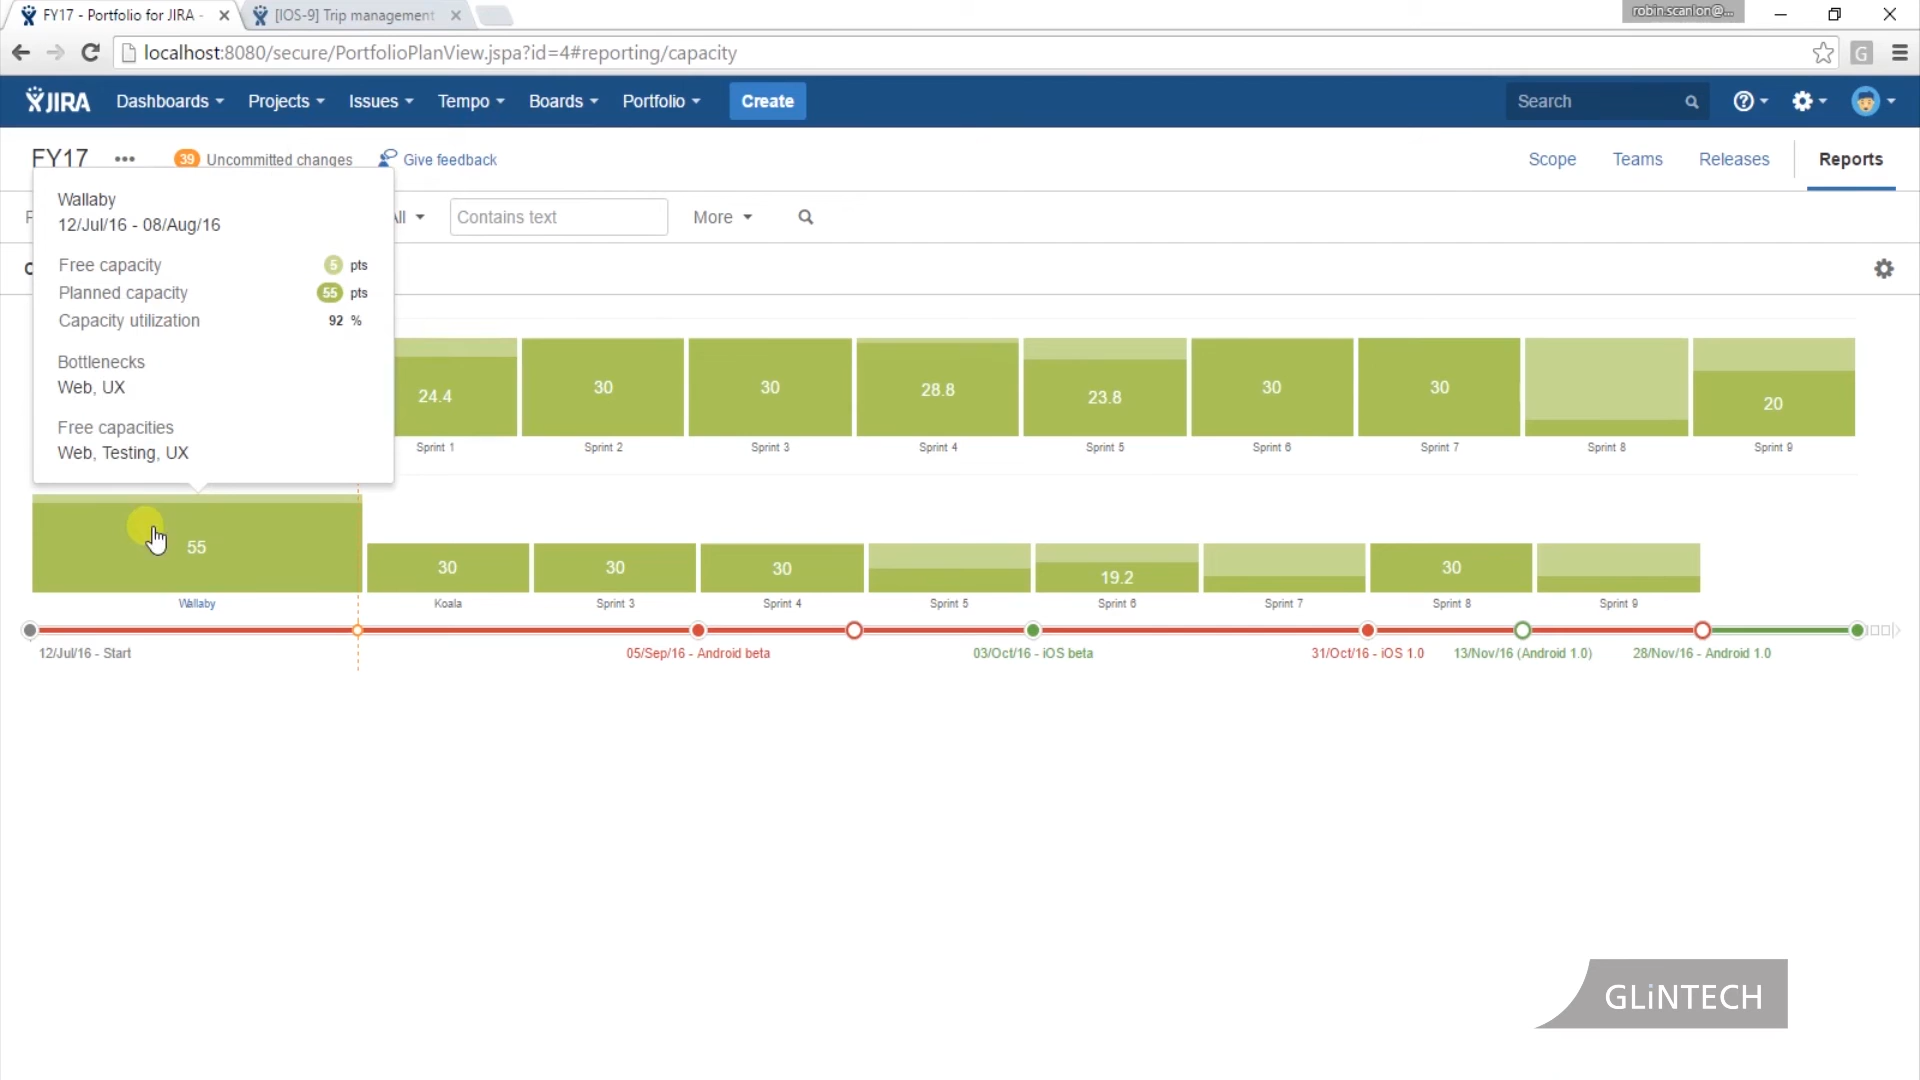 FY17 - Portfolio for JIRA -
[IOS-9] Trip management
robin.scanlon@...
localhost:8080/secure/PortfolioPlanView.jspa?id=4#reporting/capacity
G
JIRA Dashboards Projects Issues Tempo Boards Portfolio Create Search
FY17 ... 39 Uncommitted changes Give feedback Scope Teams Releases Reports
Contains text More
Wallaby
12/Jul/16 - 08/Aug/16
Free capacity 5 pts
Planned capacity 55 pts
Capacity utilization 92 %
Bottlenecks
Web, UX
Free capacities
Web, Testing, UX
24.4 30 30 28.8 23.8 30 30 20
Sprint 1 Sprint 2 Sprint 3 Sprint 4 Sprint 5 Sprint 6 Sprint 7 Sprint 8 Sprint 9
55 30 30 30 19.2 30
Wallaby Koala Sprint 3 Sprint 4 Sprint 5 Sprint 6 Sprint 7 Sprint 8 Sprint 9
12/Jul/16 - Start 05/Sep/16 - Android beta 03/Oct/16 - iOS beta 31/Oct/16 - iOS 1.0 13/Nov/16 (Android 1.0) 28/Nov/16 - Android 1.0
GLiNTECH